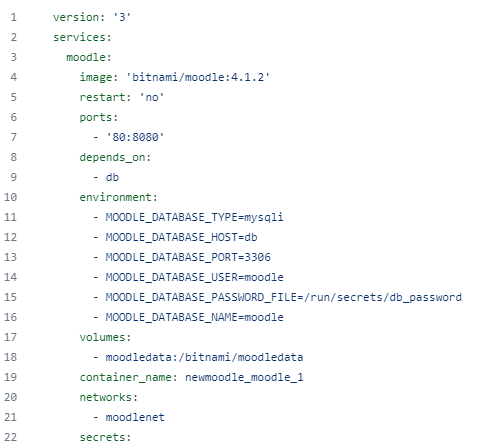 1 version: '3'
2 services:
3   moodle:
4     image: 'bitnami/moodle:4.1.2'
5     restart: 'no'
6     ports:
7       - '80:8080'
8     depends_on:
9       - db
10     environment:
11       - MOODLE_DATABASE_TYPE=mysqli
12       - MOODLE_DATABASE_HOST=db
13       - MOODLE_DATABASE_PORT=3306
14       - MOODLE_DATABASE_USER=moodle
15       - MOODLE_DATABASE_PASSWORD_FILE=/run/secrets/db_password
16       - MOODLE_DATABASE_NAME=moodle
17     volumes:
18       - moodledata:/bitnami/moodledata
19     container_name: newmoodle_moodle_1
20     networks:
21       - moodlenet
22     secrets: